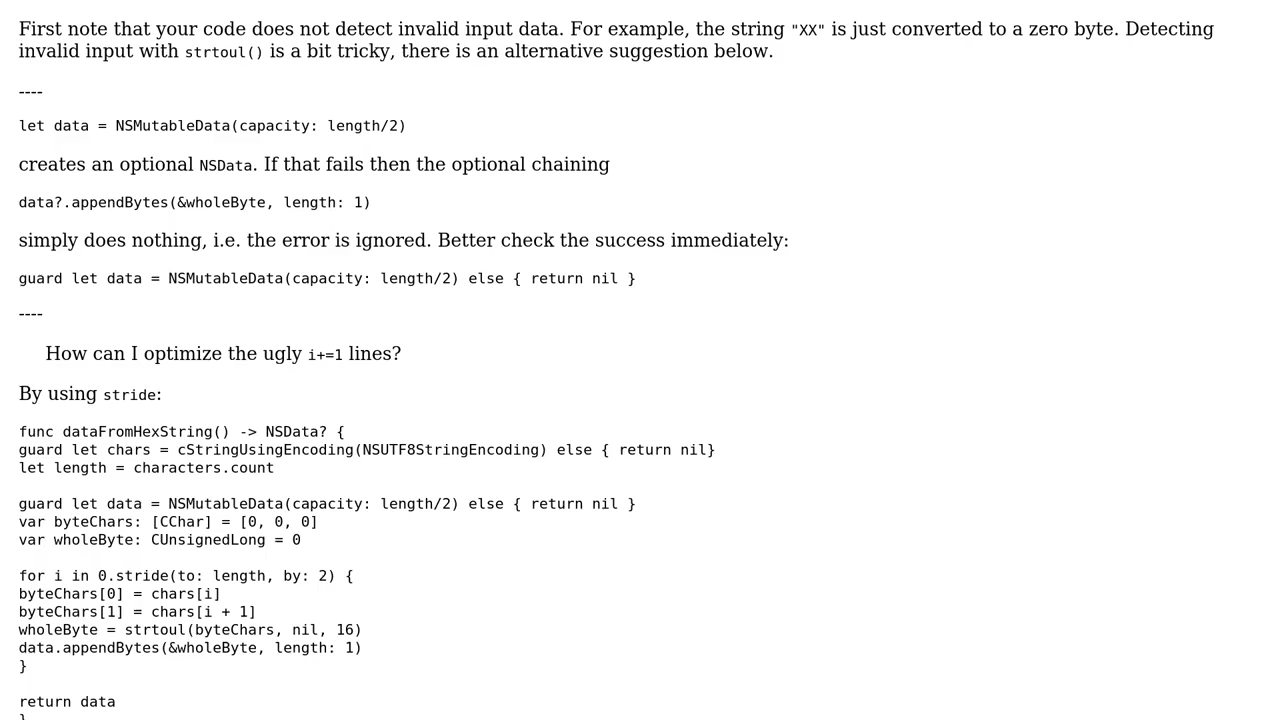 First note that your code does not detect invalid input data. For example, the string "XX" is just converted to a zero byte. Detecting
invalid input with strtoul() is a bit tricky, there is an alternative suggestion below.
----
let data = NSMutableData(capacity: length/2)
creates an optional NSData. If that fails then the optional chaining
data?.appendBytes(&wholeByte, length: 1)
simply does nothing, i.e. the error is ignored. Better check the success immediately:
guard let data = NSMutableData(capacity: length/2) else { return nil }
----
How can I optimize the ugly i+=1 lines?
By using stride:
func dataFromHexString() -> NSData? {
guard let chars = cStringUsingEncoding(NSUTF8StringEncoding) else { return nil}
let length = characters.count
guard let data = NSMutableData(capacity: length/2) else { return nil }
var byteChars: [CChar] = [0, 0, 0]
var wholeByte: CUnsignedLong = 0
for i in 0.stride(to: length, by: 2) {
byteChars[0] = chars[i]
byteChars[1] = chars[i + 1]
wholeByte = strtoul(byteChars, nil, 16)
data.appendBytes(&wholeByte, length: 1)
}
return data
}